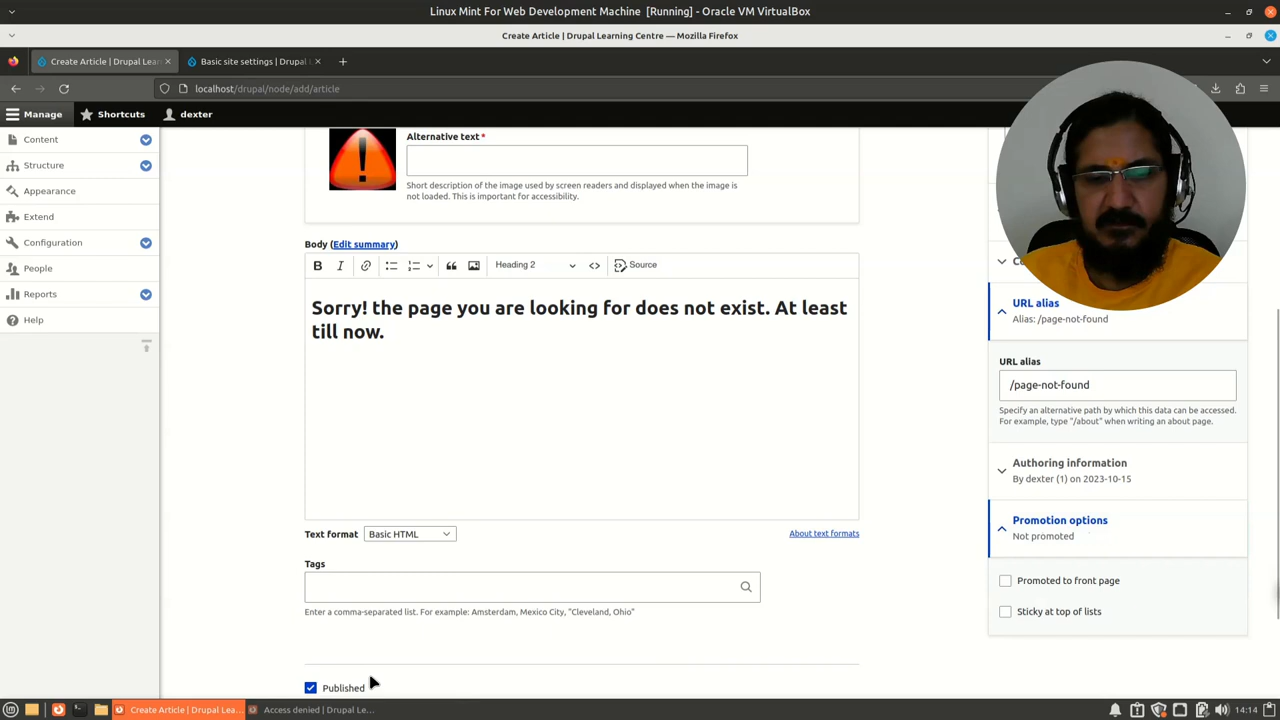 Linux Mint For Web Development Machine [Running] - Oracle VM VirtualBox
Create Article | Drupal Learning Centre — Mozilla Firefox
Create Article | Drupal Lear
Basic site settings | Drupal L
localhost/drupal/node/add/article
Manage
Shortcuts
dexter
Content
Structure
Appearance
Extend
Configuration
People
Reports
Help
Alternative text *
Short description of the image used by screen readers and displayed when the image is
not loaded. This is important for accessibility.
Body (Edit summary)
Heading 2
Source
Sorry! the page you are looking for does not exist. At least
till now.
Text format
Basic HTML
About text formats
Tags
Enter a comma-separated list. For example: Amsterdam, Mexico City, "Cleveland, Ohio"
Published
URL alias
Alias: /page-not-found
URL alias
/page-not-found
Specify an alternative path by which this data can be accessed.
For example, type "/about" when writing an about page.
Authoring information
By dexter (1) on 2023-10-15
Promotion options
Not promoted
Promoted to front page
Sticky at top of lists
Create Article | Drupal Lea...
Access denied | Drupal Le...
14:14